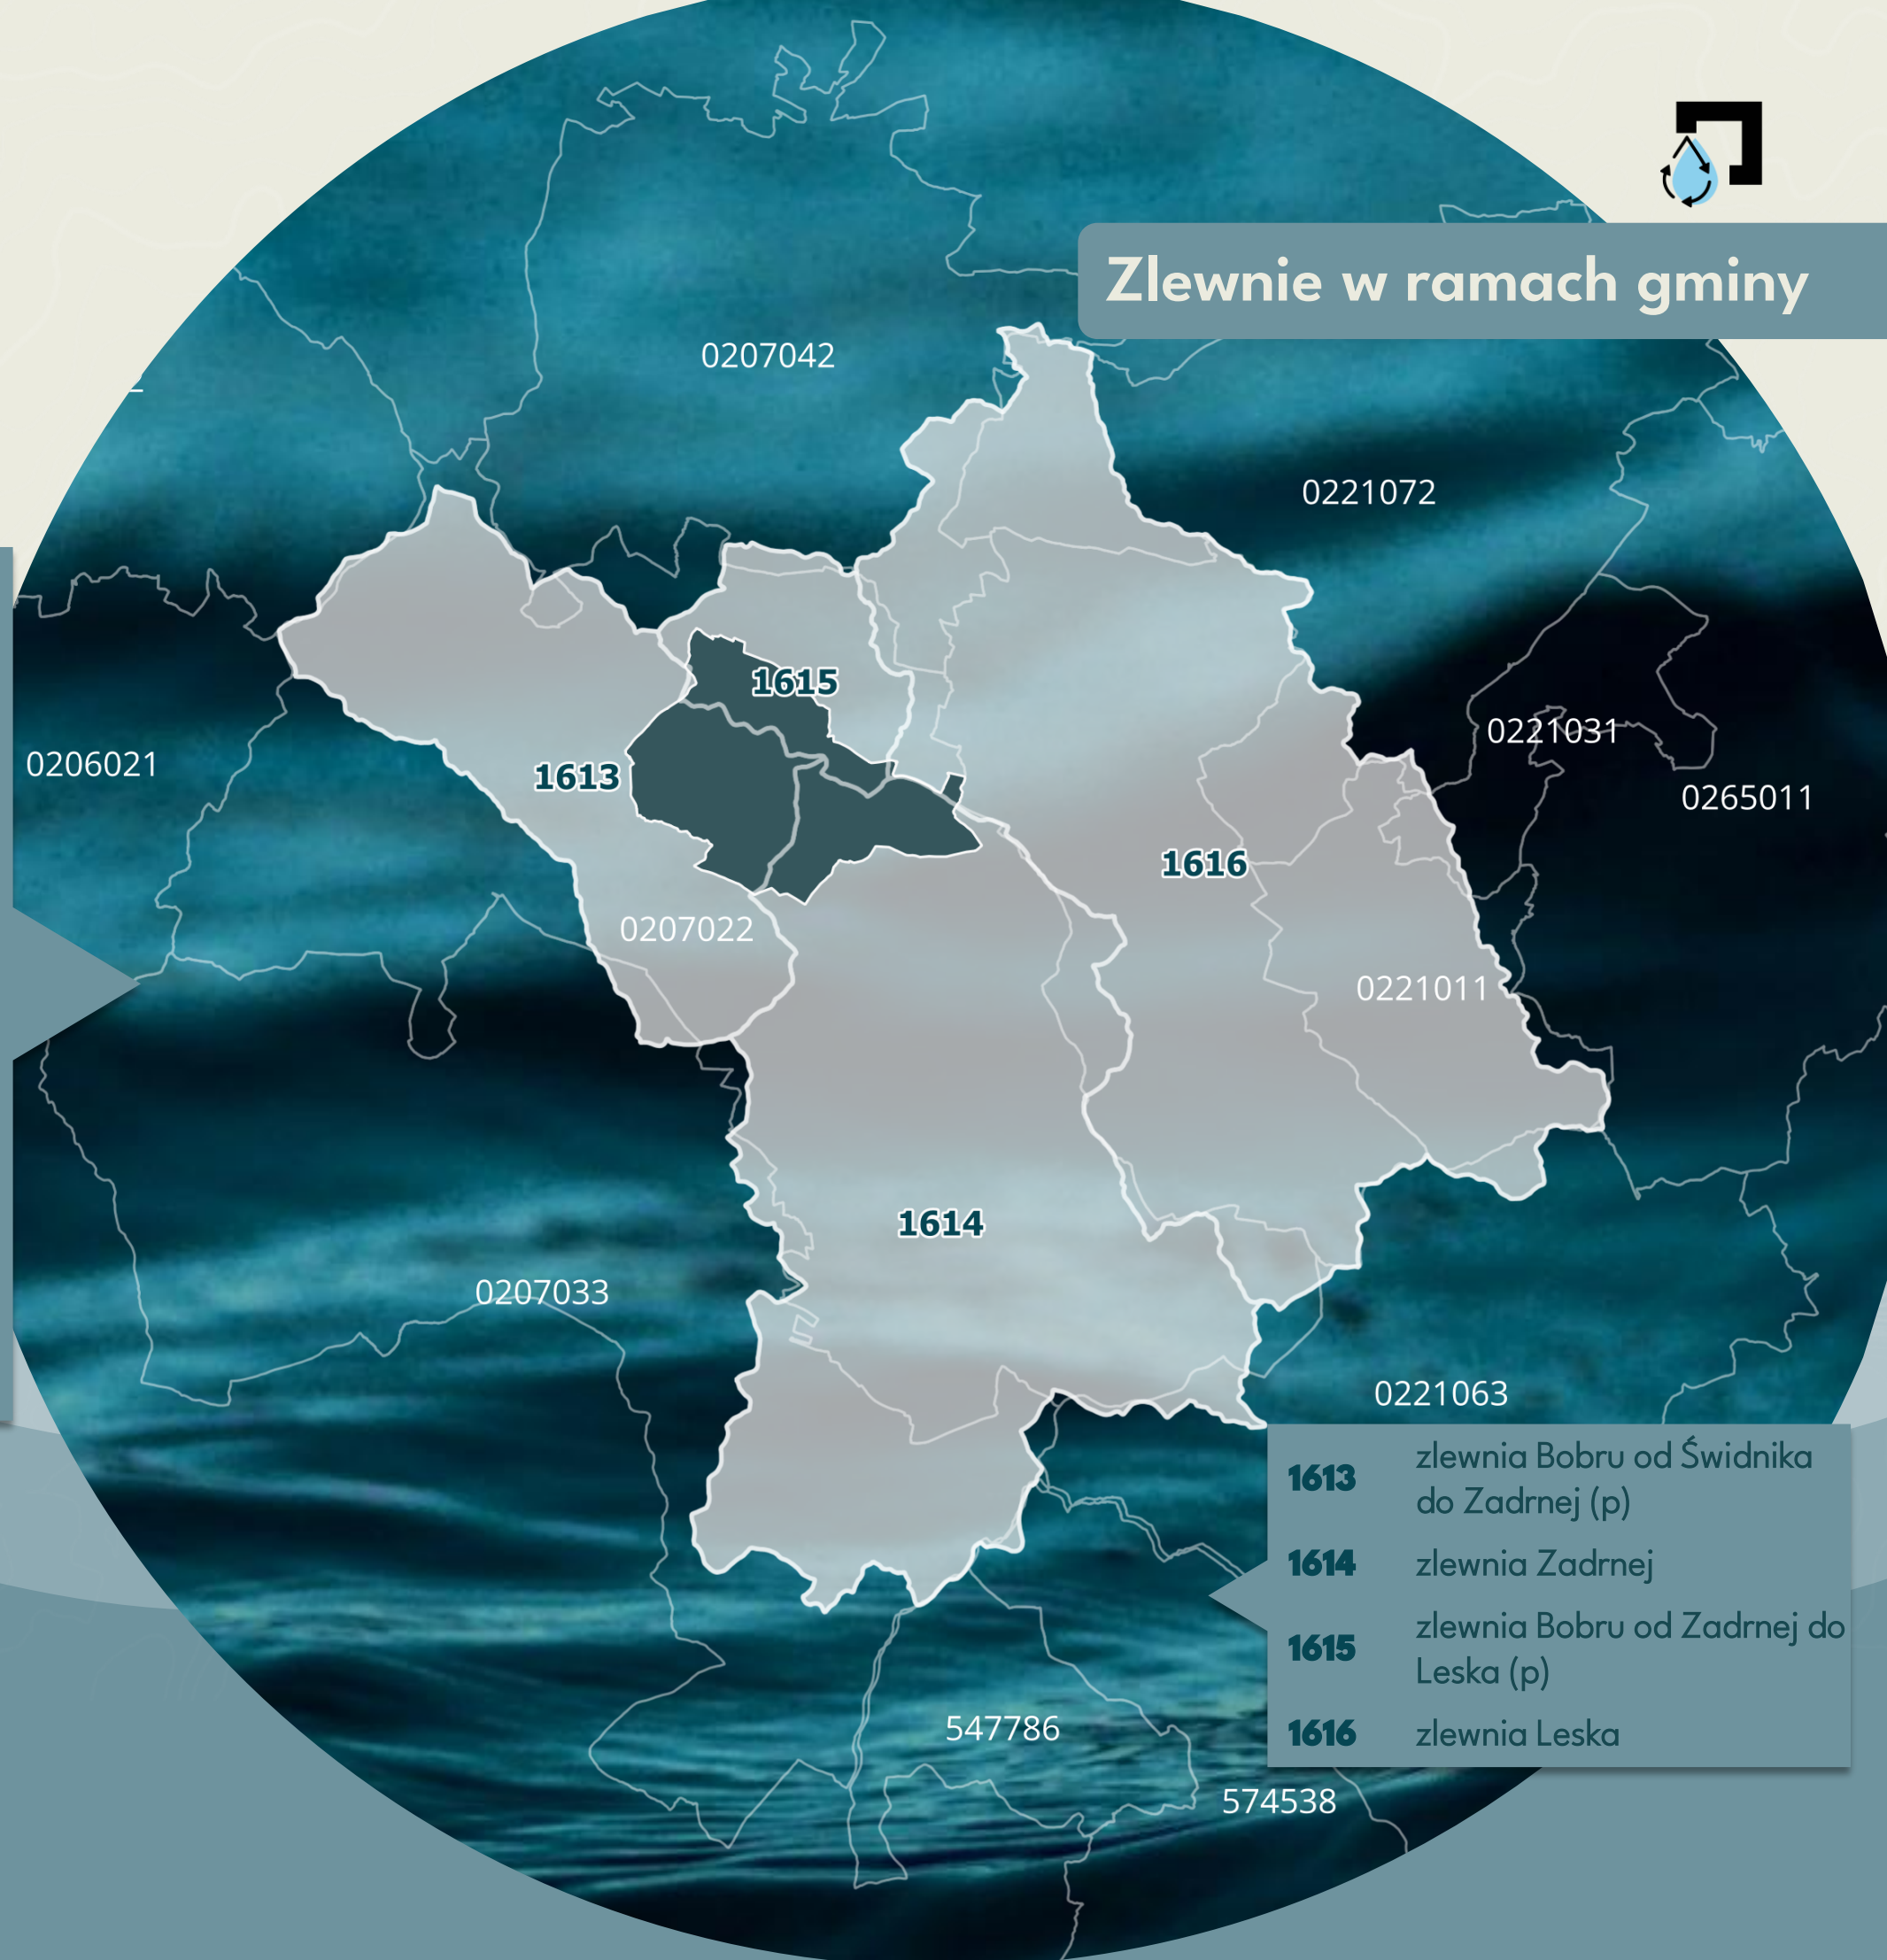 Zlewnie w ramach gminy
0207042
0221072
1615
0221031
0206021
1613
0265011
1616
0207022
0221011
1614
0207033
0221063
1613 zlewnia Bobru od Świdnika
do Zadrnej (p)
1614 zlewnia Zadrnej
1615 zlewnia Bobru od Zadrnej do
Leska (p)
1616 zlewnia Leska
547786
574538